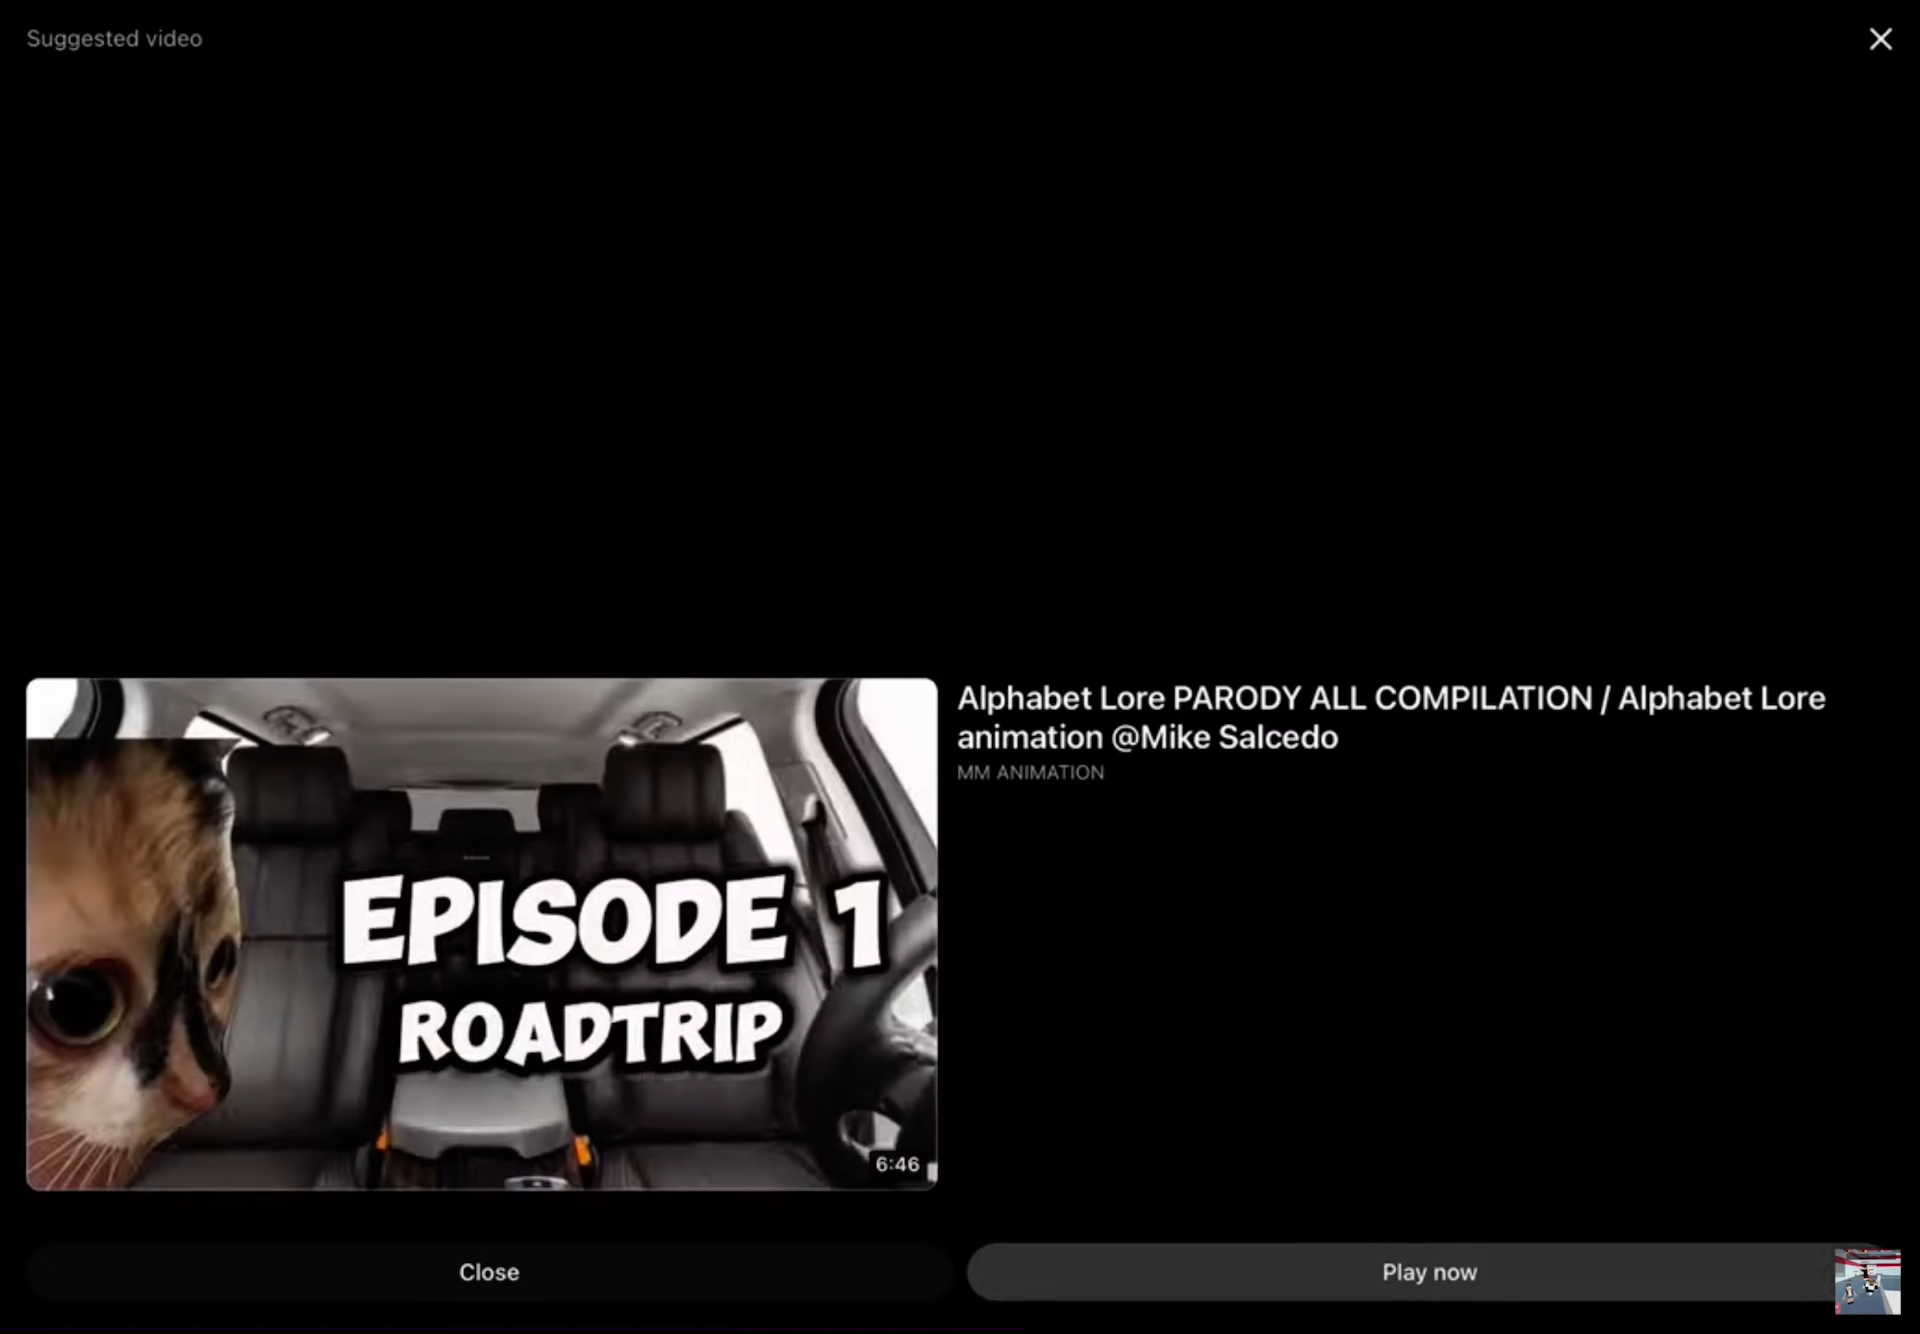 Suggested video
Alphabet Lore PARODY ALL COMPILATION / Alphabet Lore
animation @Mike Salcedo
MM ANIMATION
EPISODE 1
ROADTRIP
6:46
Close
Play now